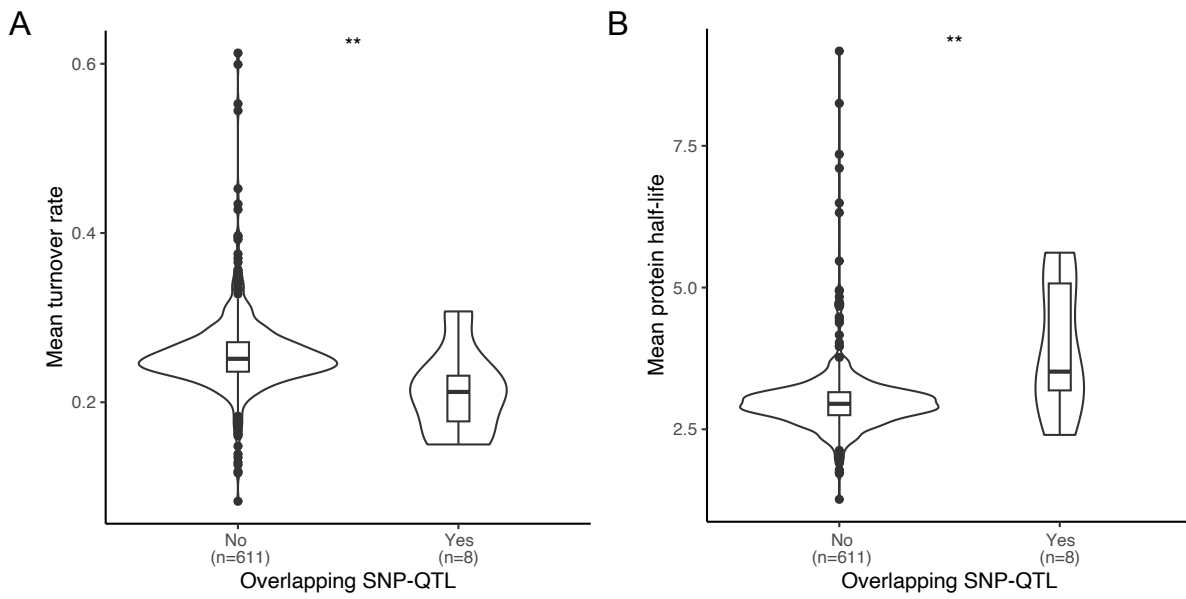 A
**
0.6
0.4
0.2
Mean turnover rate
No
(n=611)
Yes
(n=8)
Overlapping SNP-QTL
B
**
7.5
5.0
2.5
Mean protein half-life
No
(n=611)
Yes
(n=8)
Overlapping SNP-QTL